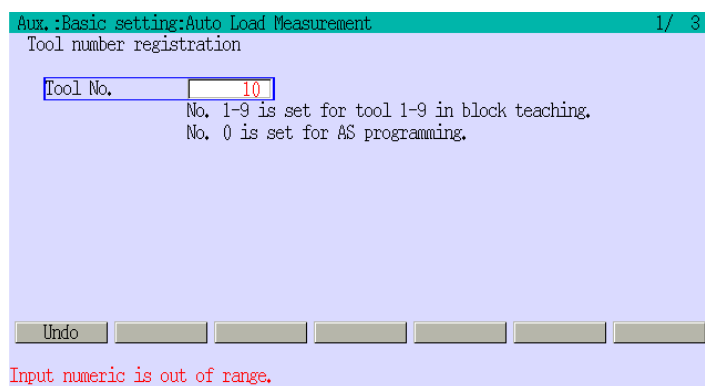 Aux.:Basic setting:Auto Load Measurement 1/ 3
Tool number registration
Tool No. 10
No. 1-9 is set for tool 1-9 in block teaching.
No. 0 is set for AS programming.
Undo
Input numeric is out of range.